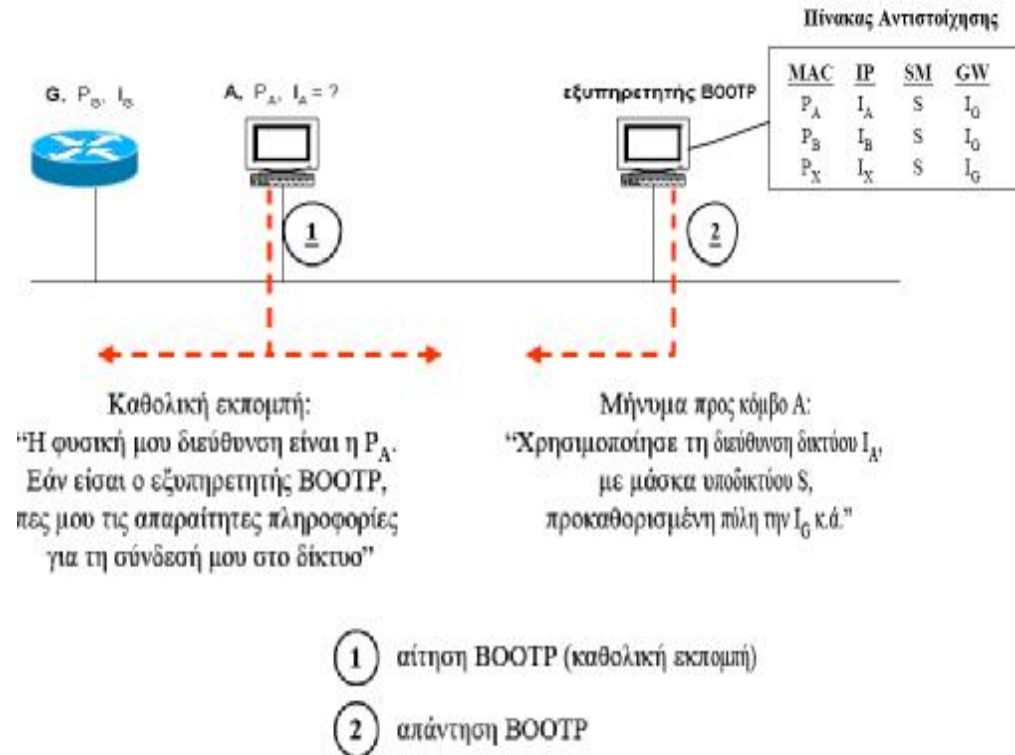 Πίνακας Αντιστοίχησης
MAC IP SM GW
P_A I_A S I_G
P_B I_B S I_G
P_X I_X S I_G
G, P_G, I_G
A, P_A, I_A = ?
εξυπηρετητής BOOTP
1
2
Καθολική εκπομπή:
“Η φυσική μου διεύθυνση είναι η P_A.
Εάν είσαι ο εξυπηρετητής BOOTP,
πες μου τις απαραίτητες πληροφορίες
για τη σύνδεσή μου στο δίκτυο”
Μήνυμα προς κόμβο Α:
“Χρησιμοποίησε τη διεύθυνση δικτύου I_A,
με μάσκα υποδικτύου S,
προκαθορισμένη πύλη την I_G κ.ά.”
1 αίτηση BOOTP (καθολική εκπομπή)
2 απάντηση BOOTP